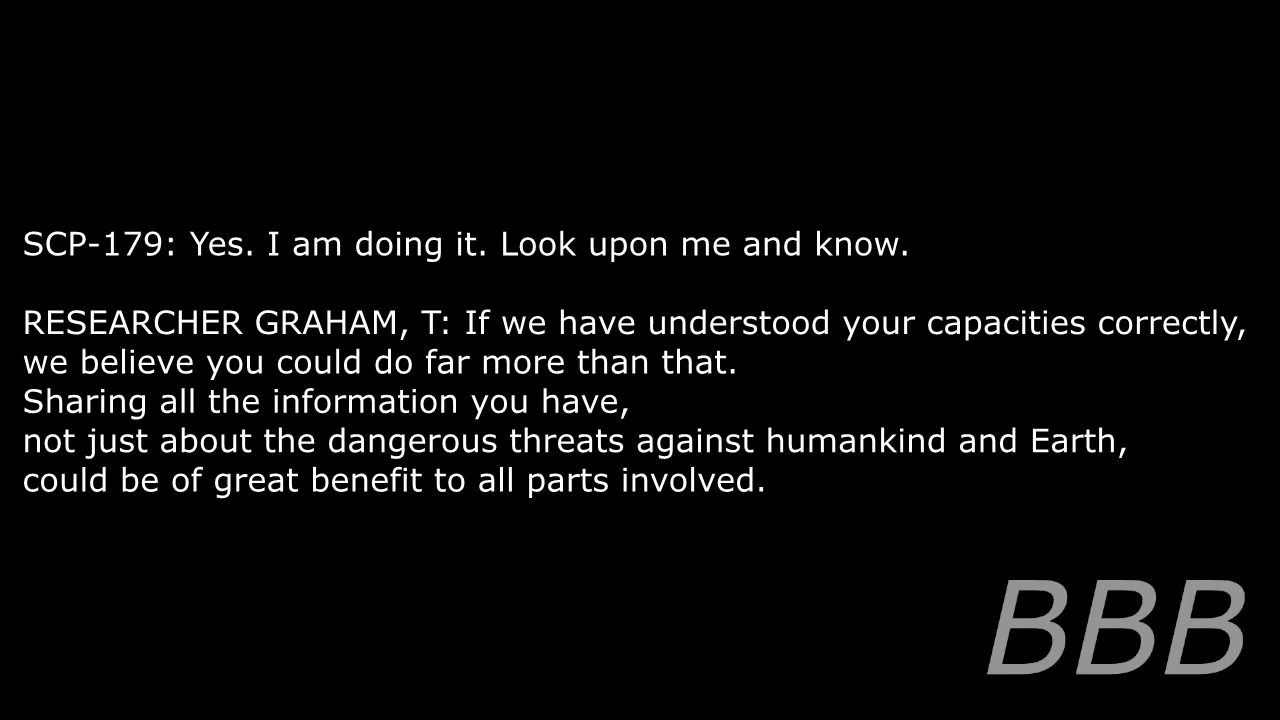 SCP-179: Yes. I am doing it. Look upon me and know.
RESEARCHER GRAHAM, T: If we have understood your capacities correctly,
we believe you could do far more than that.
Sharing all the information you have,
not just about the dangerous threats against humankind and Earth,
could be of great benefit to all parts involved.
BBB